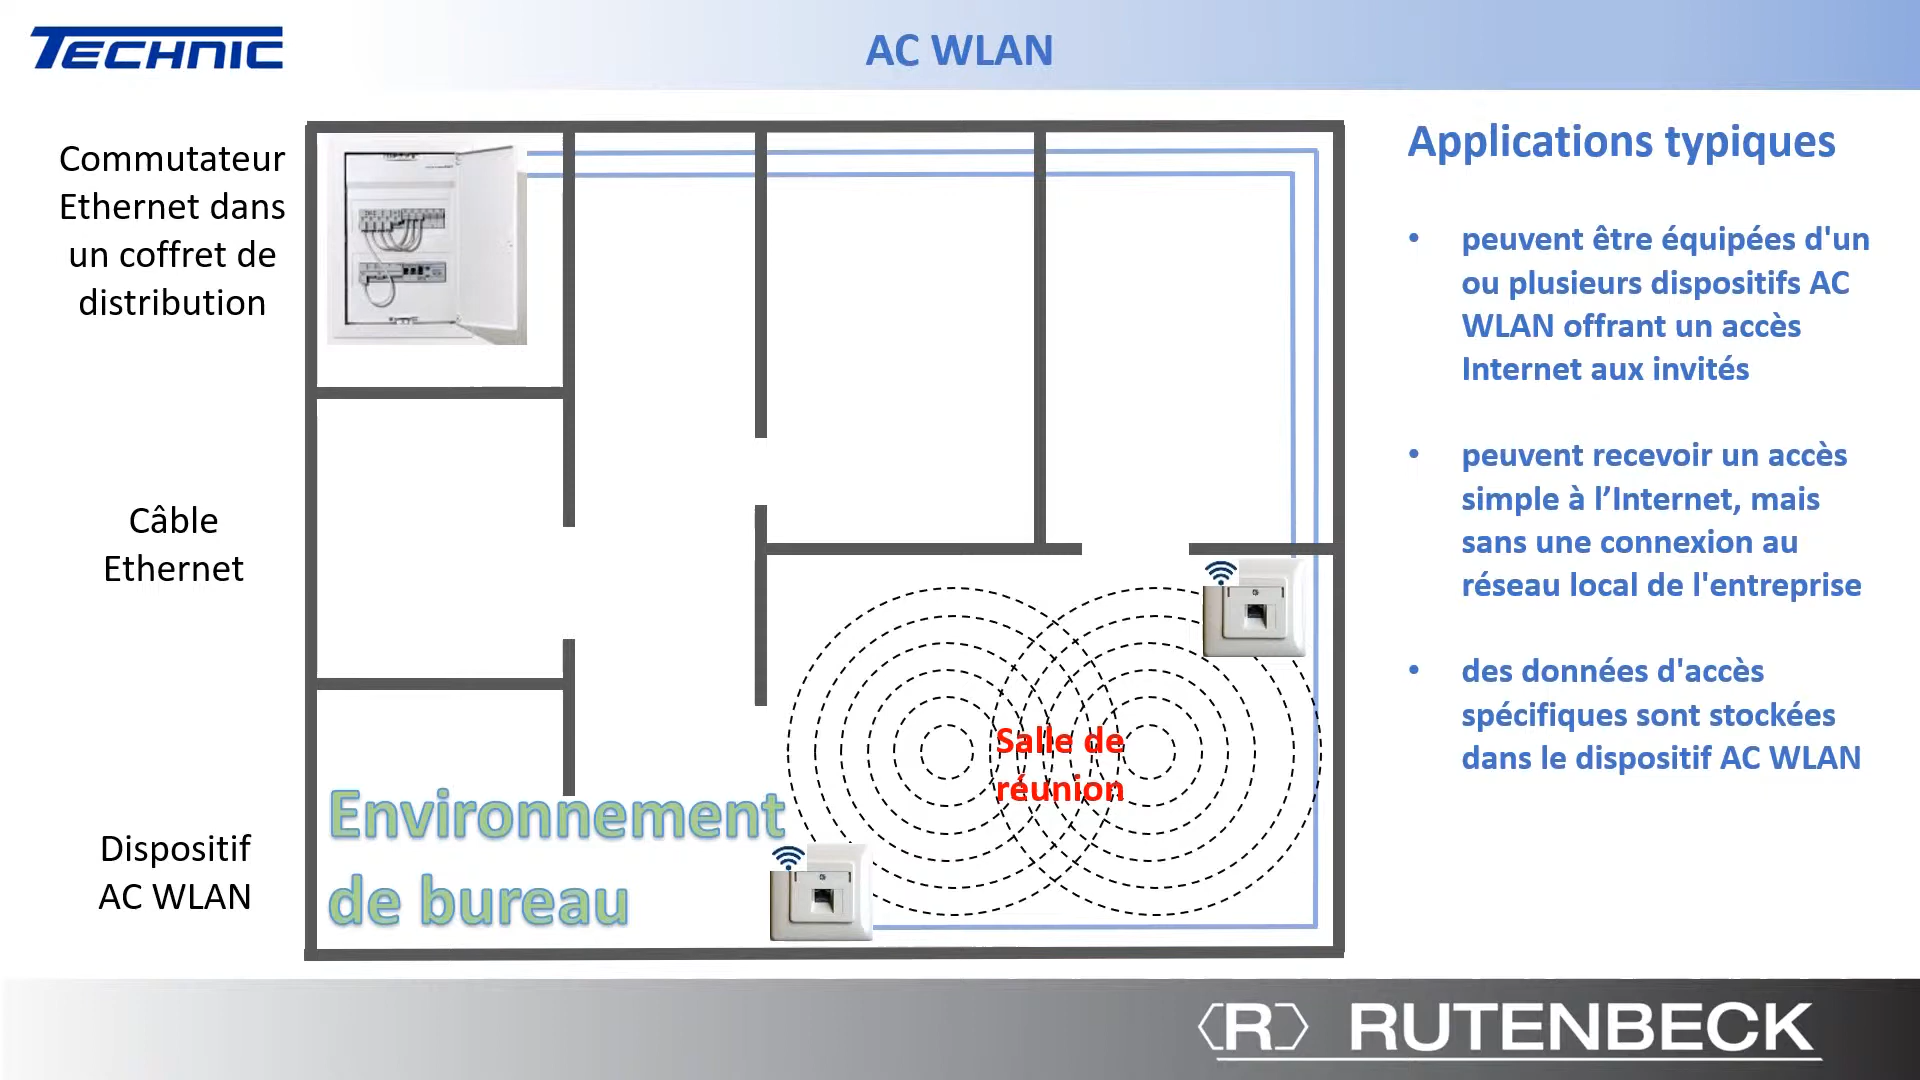 TECHNIC
AC WLAN
Commutateur
Ethernet dans
un coffret de
distribution
Câble
Ethernet
Dispositif
AC WLAN
Environnement
de bureau
Salle de
réunion
Applications typiques
• peuvent être équipées d'un
ou plusieurs dispositifs AC
WLAN offrant un accès
Internet aux invités
• peuvent recevoir un accès
simple à l’Internet, mais
sans une connexion au
réseau local de l'entreprise
• des données d'accès
spécifiques sont stockées
dans le dispositif AC WLAN
R RUTENBECK